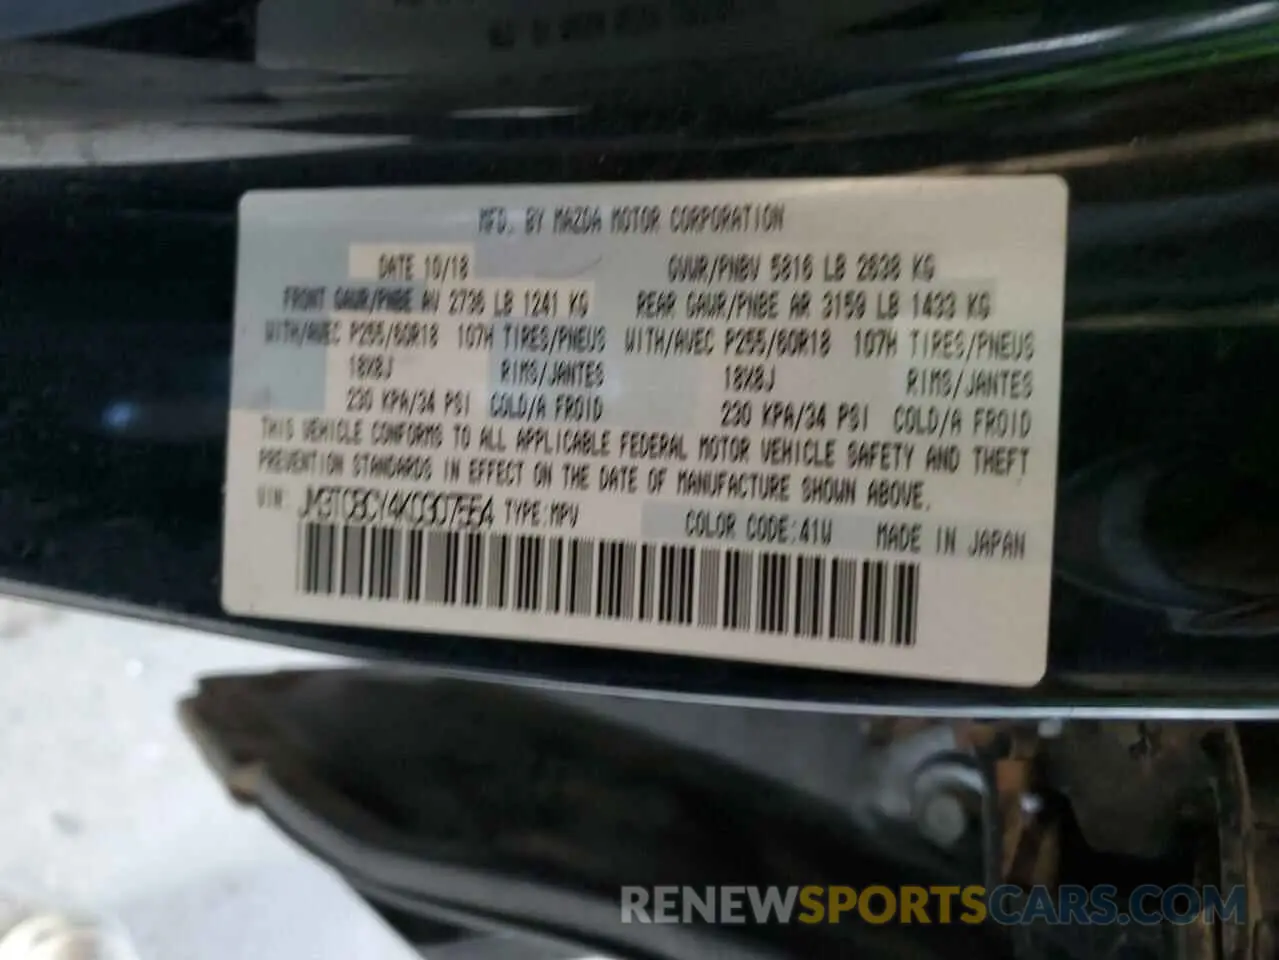 MFD. BY MAZDA MOTOR CORPORATION
DATE 10/18 GVWR/PNBV 5816 LB 2638 KG
FRONT GAWR/PNBE AV 2736 LB 1241 KG REAR GAWR/PNBE AR 3159 LB 1433 KG
WITH/AVEC P255/60R18 107H TIRES/PNEUS WITH/AVEC P255/60R18 107H TIRES/PNEUS
18X8J RIMS/JANTES 18X8J RIMS/JANTES
230 KPA/34 PSI COLD/A FROID 230 KPA/34 PSI COLD/A FROID
THIS VEHICLE CONFORMS TO ALL APPLICABLE FEDERAL MOTOR VEHICLE SAFETY AND THEFT
PREVENTION STANDARDS IN EFFECT ON THE DATE OF MANUFACTURE SHOWN ABOVE.
VIN: TYPE:MPV COLOR CODE:41W MADE IN JAPAN
RENEWSPORTSCARS.COM